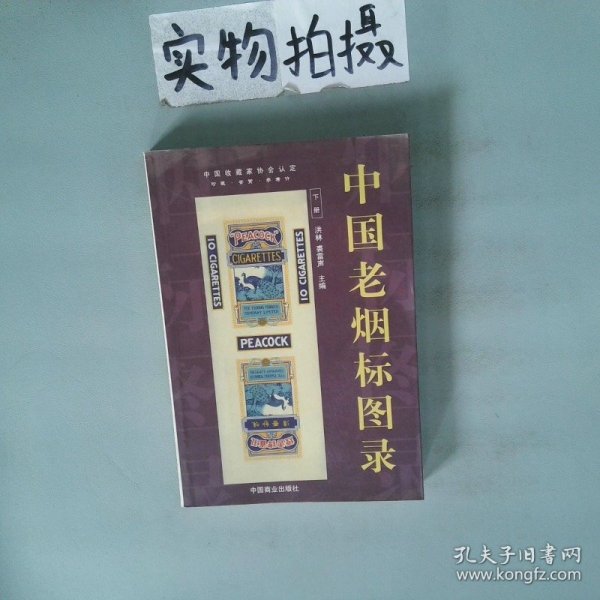 实物拍摄
中国收藏家协会认定
中国老烟标图录
下册
洪林 裘雷声 主编
10 CIGARETTES
"PEACOCK"
CIGARETTES
10 CIGARETTES
PEACOCK
中国商业出版社
孔夫子旧书网
www.kongfz.com